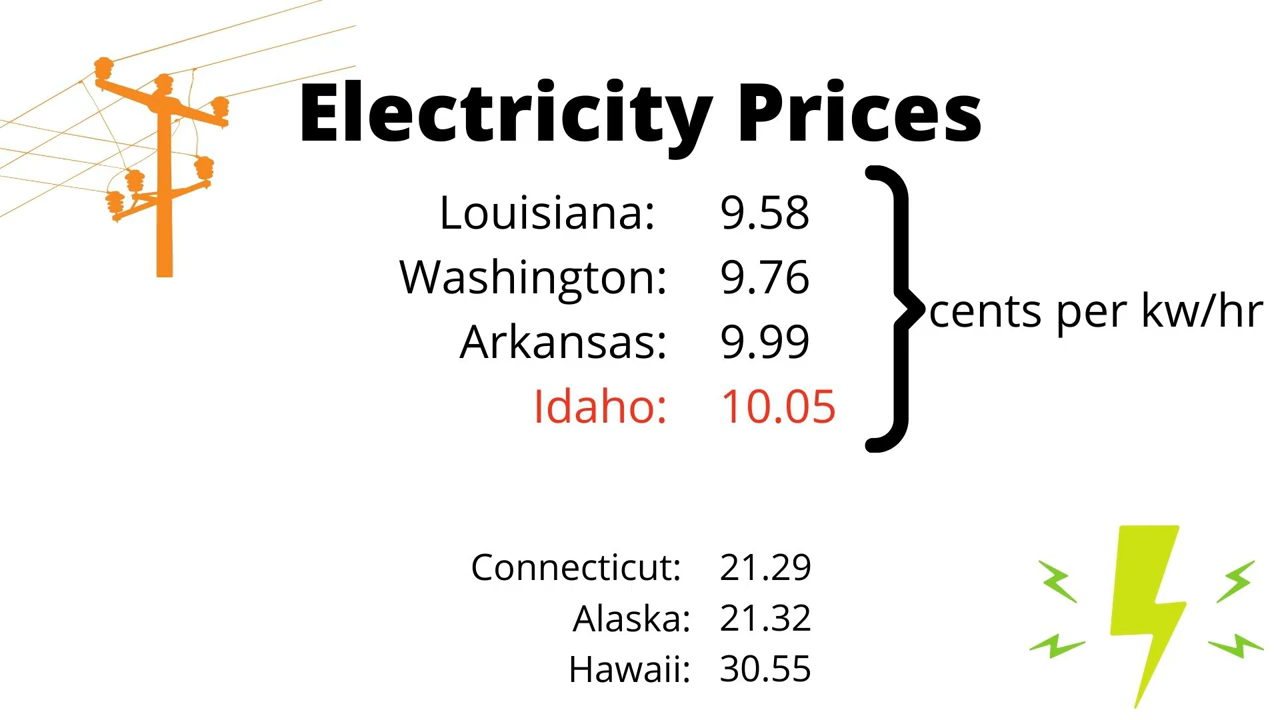 Electricity Prices
Louisiana: 9.58
Washington: 9.76
Arkansas: 9.99
Idaho: 10.05
cents per kw/hr
Connecticut: 21.29
Alaska: 21.32
Hawaii: 30.55